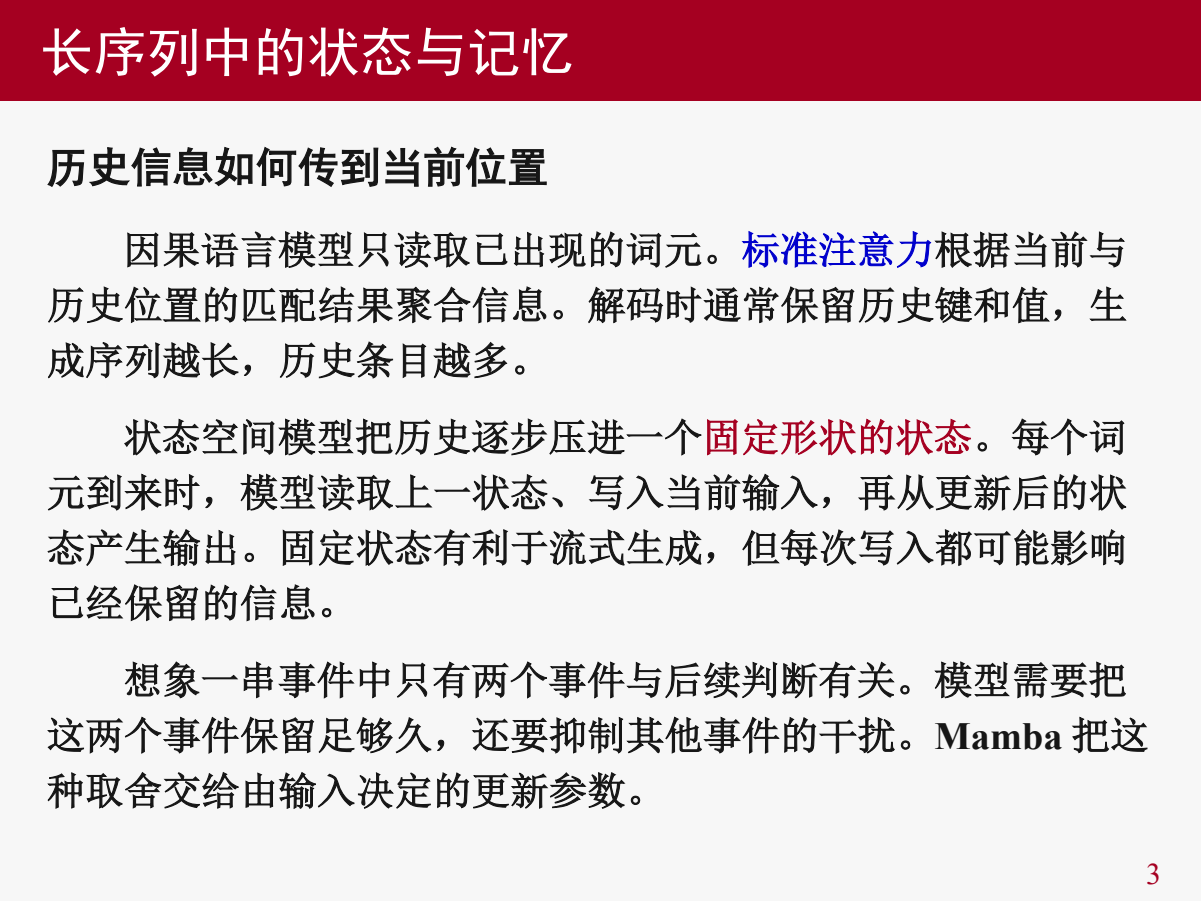 长序列中的状态与记忆
历史信息如何传到当前位置
因果语言模型只读取已出现的词元。标准注意力根据当前与
历史位置的匹配结果聚合信息。解码时通常保留历史键和值，生
成序列越长，历史条目越多。
状态空间模型把历史逐步压进一个固定形状的状态。每个词
元到来时，模型读取上一状态、写入当前输入，再从更新后的状
态产生输出。固定状态有利于流式生成，但每次写入都可能影响
已经保留的信息。
想象一串事件中只有两个事件与后续判断有关。模型需要把
这两个事件保留足够久，还要抑制其他事件的干扰。Mamba 把这
种取舍交给由输入决定的更新参数。
3